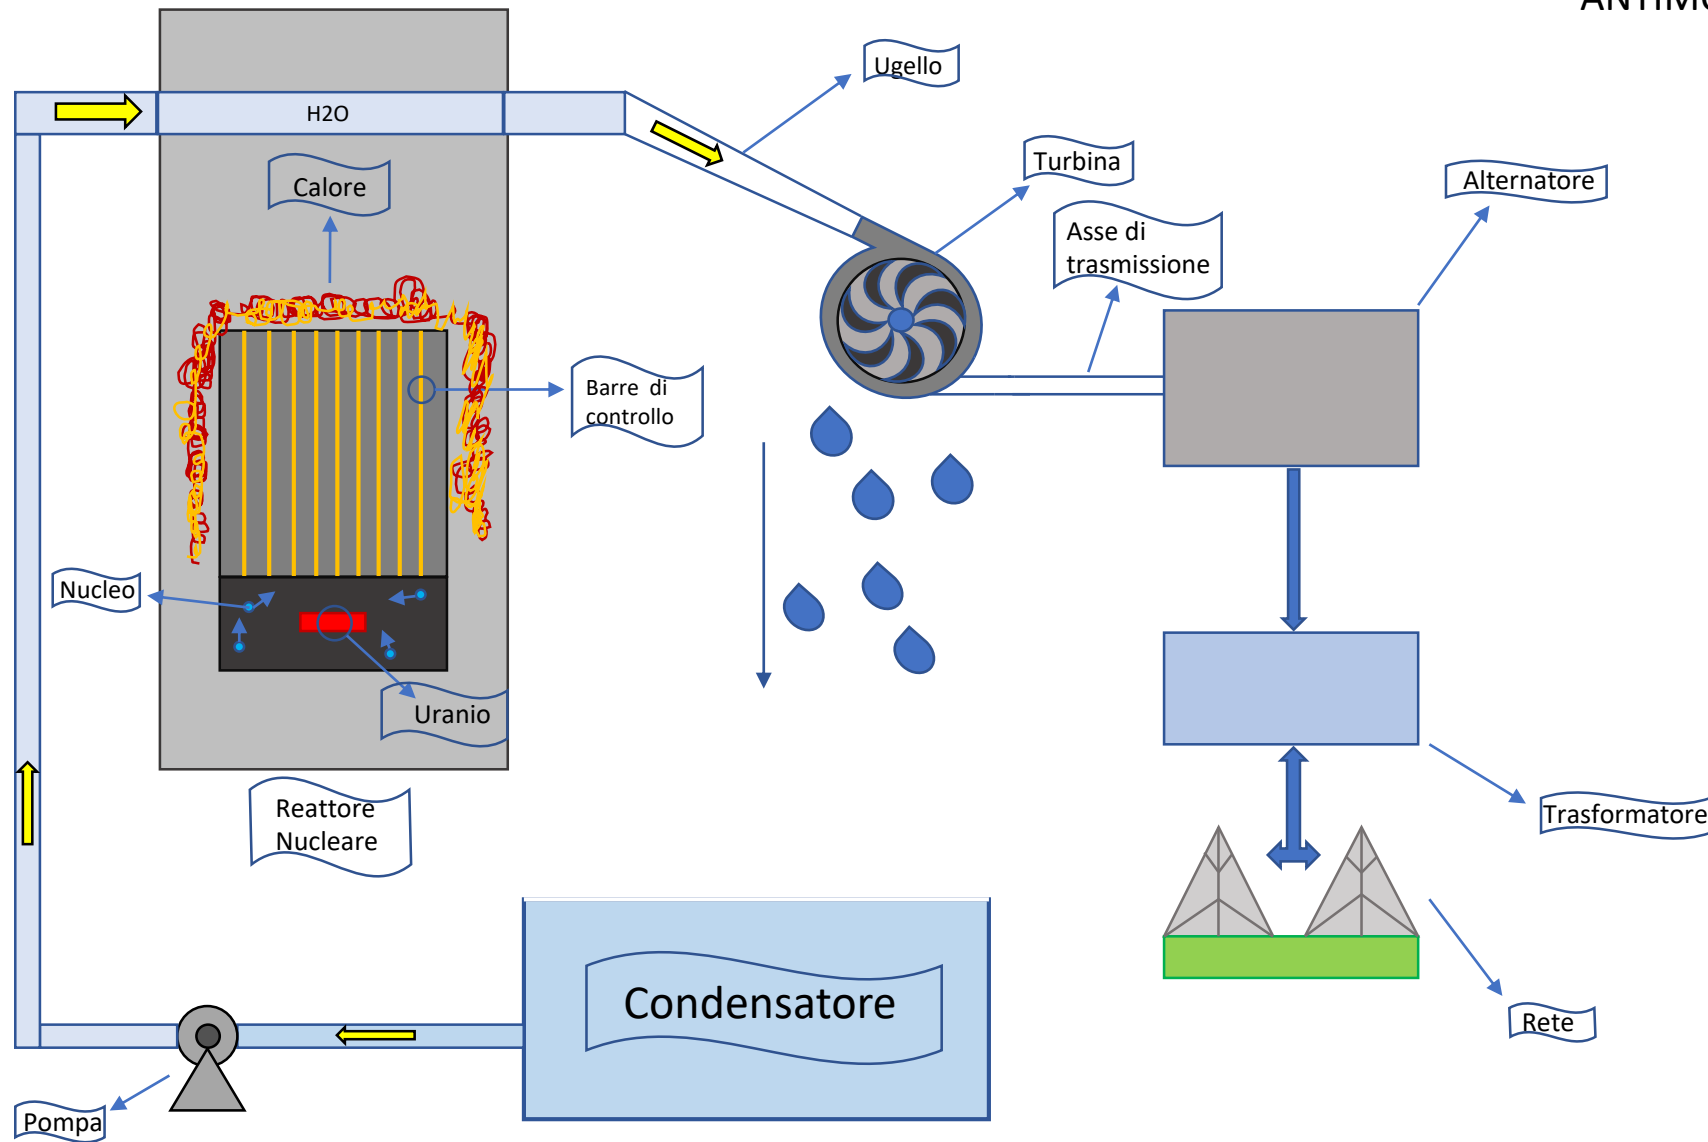 Ugello
H2O
Turbina
Calore
Alternatore
Asse di
trasmissione
Barre di
controllo
Nucleo
Uranio
Reattore
Nucleare
Trasformatore
Condensatore
Rete
Pompa